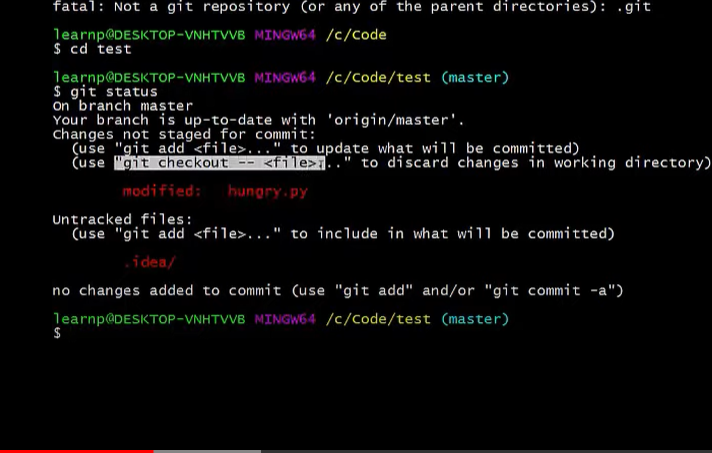 fatal: Not a git repository (or any of the parent directories): .git
learnp@DESKTOP-VNHTVVB MINGW64 /c/Code
$ cd test
learnp@DESKTOP-VNHTVVB MINGW64 /c/Code/test (master)
$ git status
On branch master
Your branch is up-to-date with 'origin/master'.
Changes not staged for commit:
(use "git add <file>..." to update what will be committed)
(use "git checkout -- <file>..." to discard changes in working directory)
modified: hungry.py
Untracked files:
(use "git add <file>..." to include in what will be committed)
.idea/
no changes added to commit (use "git add" and/or "git commit -a")
learnp@DESKTOP-VNHTVVB MINGW64 /c/Code/test (master)
$